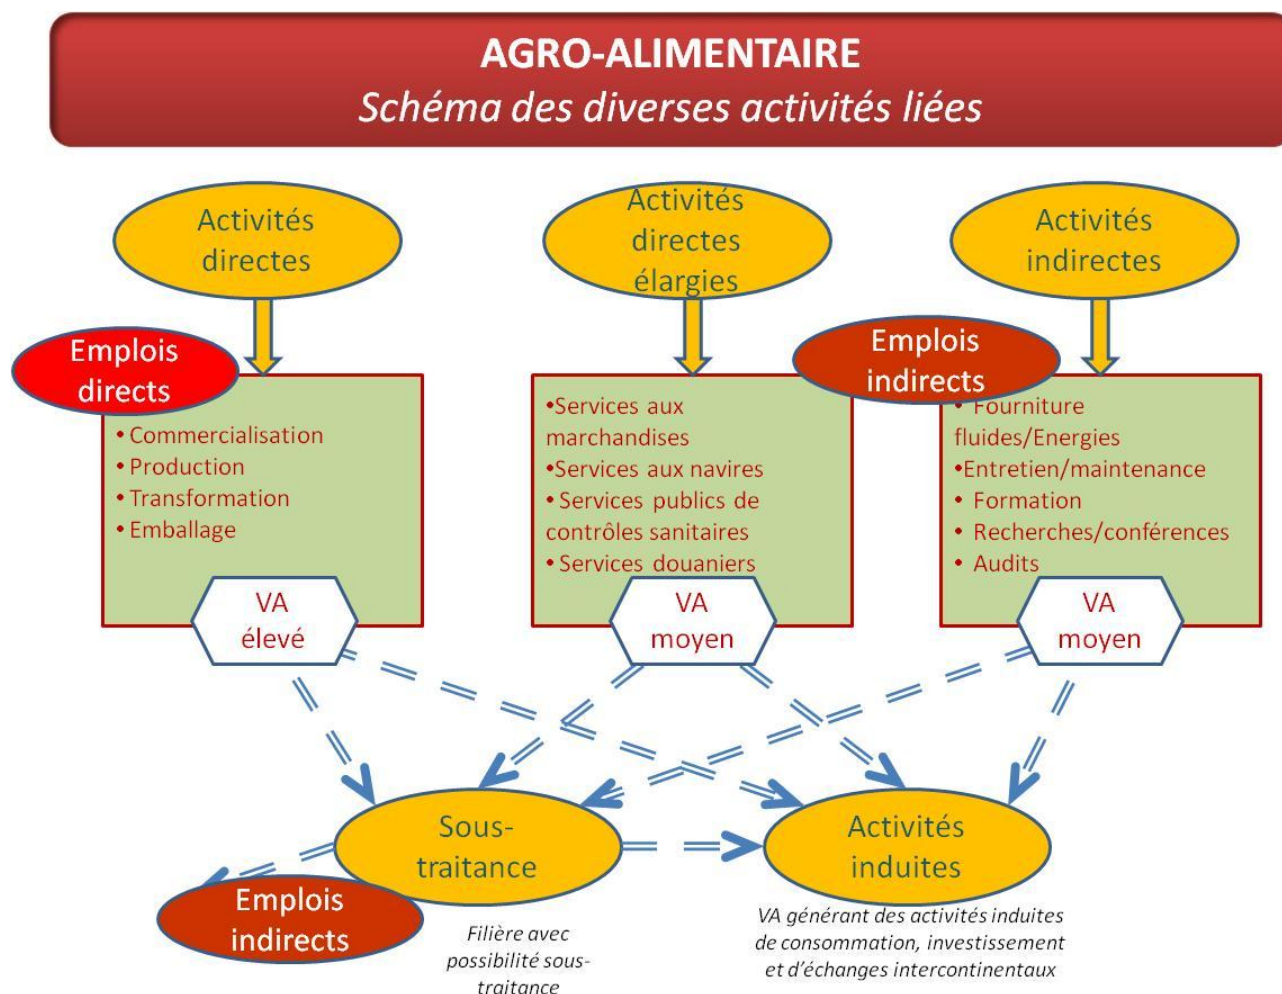 AGRO-ALIMENTAIRE
Schéma des diverses activités liées
Activités
directes
Activités
directes
élargies
Activités
indirectes
Emplois
directs
Emplois
indirects
• Commercialisation
• Production
• Transformation
• Emballage
•Services aux
marchandises
•Services aux navires
• Services publics de
contrôles sanitaires
• Services douaniers
• Fourniture
fluides/Energies
•Entretien/maintenance
• Formation
• Recherches/conférences
• Audits
VA
élevé
VA
moyen
VA
moyen
Sous-
traitance
Activités
induites
Emplois
indirects
Filière avec
possibilité sous-
traitance
VA générant des activités induites
de consommation, investissement
et d'échanges intercontinentaux